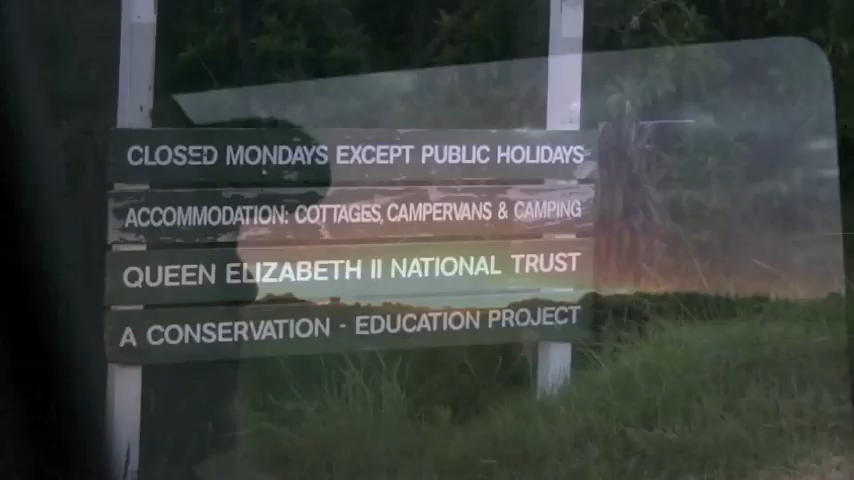 CLOSED MONDAYS EXCEPT PUBLIC HOLIDAYS
ACCOMMODATION: COTTAGES, CAMPERVANS & CAMPING
QUEEN ELIZABETH II NATIONAL TRUST
A CONSERVATION - EDUCATION PROJECT